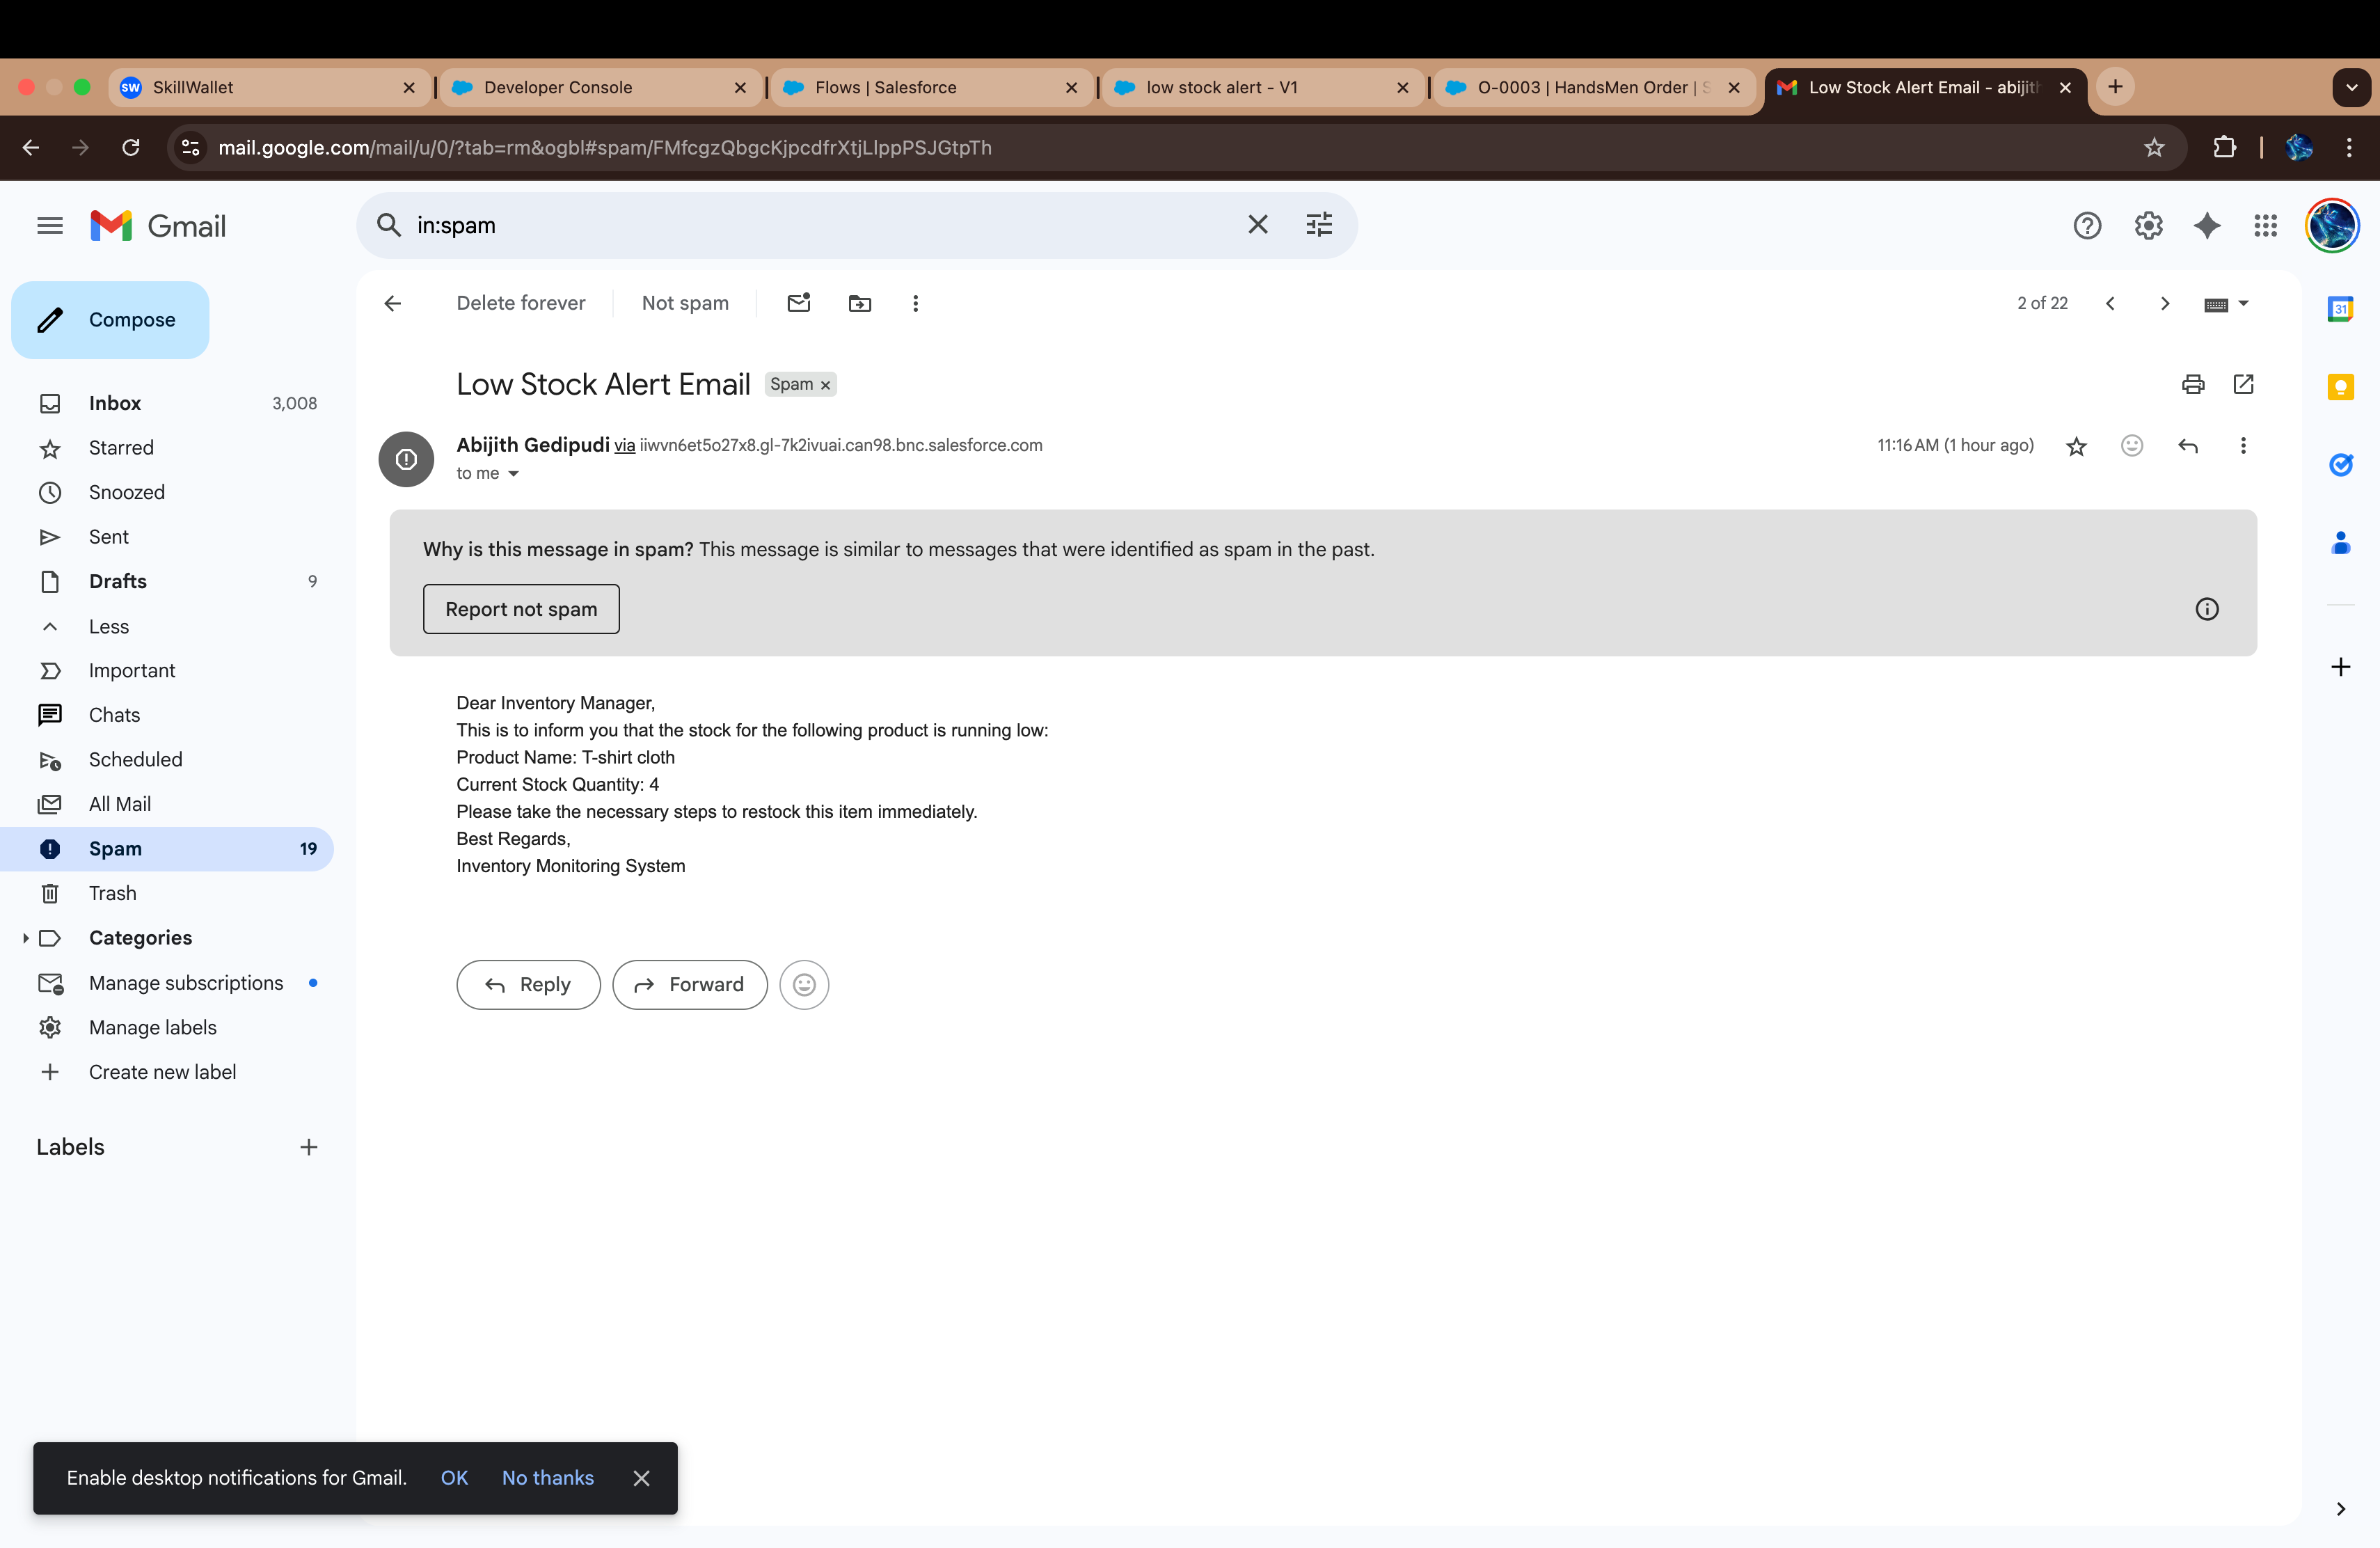 SkillWallet
Developer Console
Flows | Salesforce
low stock alert - V1
O-0003 | HandsMen Order |
Low Stock Alert Email - abijith
mail.google.com/mail/u/0/?tab=rm&ogbl#spam/FMfcgzQbgcKjpcdfrXtjLlppPSJGtpTh
Gmail
in:spam
Compose
Delete forever
Not spam
2 of 22
Low Stock Alert Email
Spam ×
Inbox 3,008
Starred
Snoozed
Sent
Drafts 9
Less
Important
Chats
Scheduled
All Mail
Spam 19
Trash
Categories
Manage subscriptions
Manage labels
Create new label
Labels
Abijith Gedipudi via iiwvn6et5o27x8.gl-7k2ivuai.can98.bnc.salesforce.com
11:16 AM (1 hour ago)
to me
Why is this message in spam? This message is similar to messages that were identified as spam in the past.
Report not spam
Dear Inventory Manager,
This is to inform you that the stock for the following product is running low:
Product Name: T-shirt cloth
Current Stock Quantity: 4
Please take the necessary steps to restock this item immediately.
Best Regards,
Inventory Monitoring System
Reply
Forward
Enable desktop notifications for Gmail. OK No thanks
SW
31